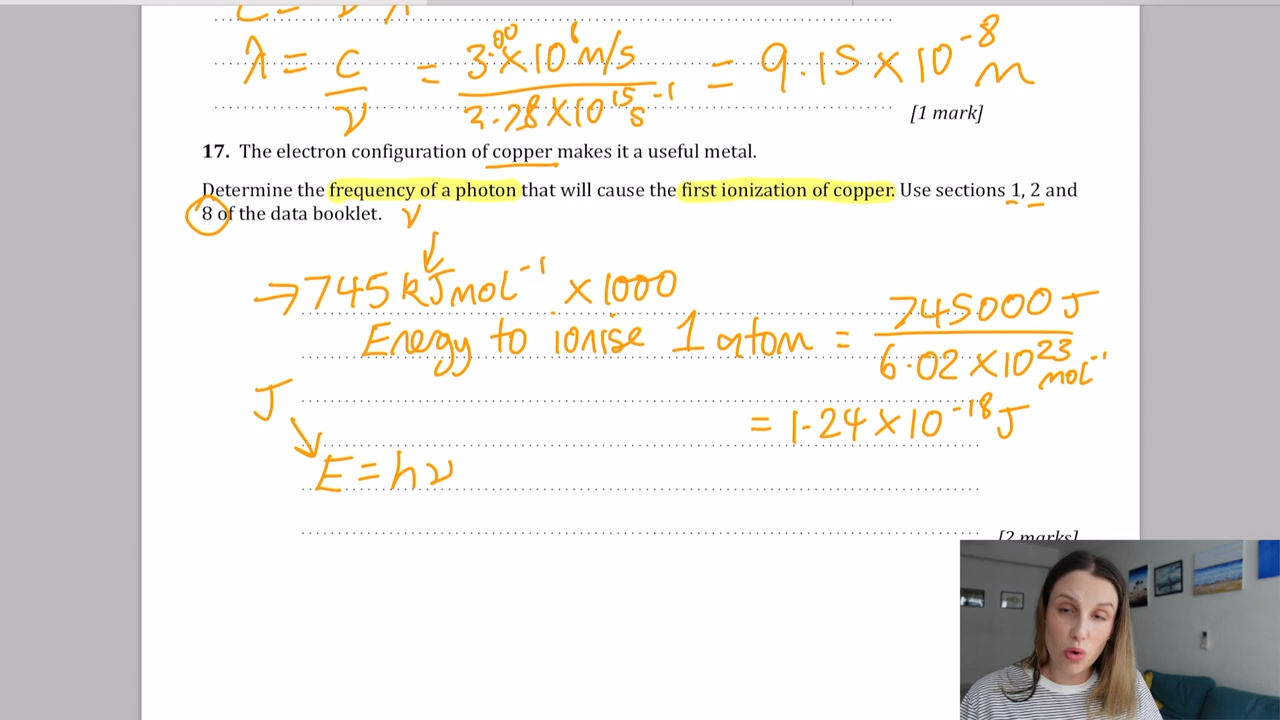 λ = c/ν = 3.00 × 10⁸ m/s / 3.28 × 10¹⁵ s⁻¹ = 9.15 × 10⁻⁸ m
[1 mark]
17. The electron configuration of copper makes it a useful metal.
Determine the frequency of a photon that will cause the first ionization of copper. Use sections 1, 2 and
8 of the data booklet. ν
→ 745 kJ mol⁻¹ × 1000
Energy to ionise 1 atom = 745000 J / 6.02 × 10²³ mol⁻¹
J
= 1.24 × 10⁻¹⁸ J
E = hν
[2 marks]